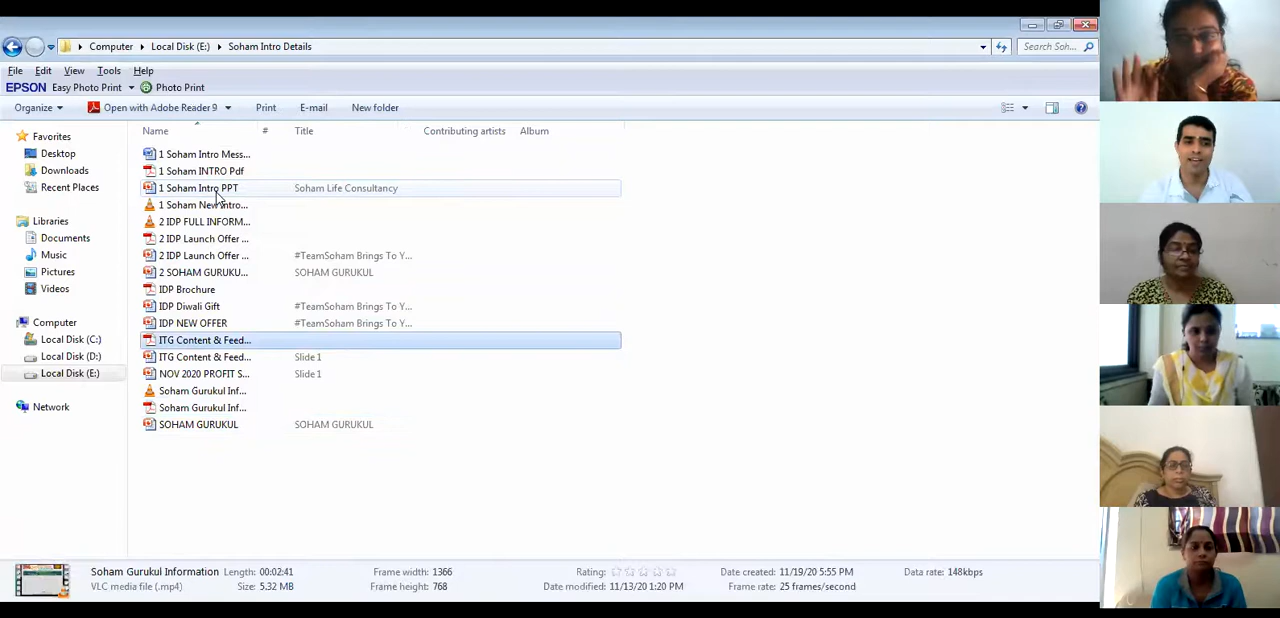 Computer Local Disk (E:) Soham Intro Details Search Soh...
File Edit View Tools Help
EPSON Easy Photo Print Photo Print
Organize Open with Adobe Reader 9 Print E-mail New folder
Name # Title Contributing artists Album
Favorites
Desktop
Downloads
Recent Places
Libraries
Documents
Music
Pictures
Videos
Computer
Local Disk (C:)
Local Disk (D:)
Local Disk (E:)
Network
1 Soham Intro Mess...
1 Soham INTRO Pdf
1 Soham Intro PPT Soham Life Consultancy
1 Soham New Intro...
2 IDP FULL INFORM...
2 IDP Launch Offer ...
2 IDP Launch Offer ... #TeamSoham Brings To Y...
2 SOHAM GURUKU... SOHAM GURUKUL
IDP Brochure
IDP Diwali Gift #TeamSoham Brings To Y...
IDP NEW OFFER #TeamSoham Brings To Y...
ITG Content & Feed...
ITG Content & Feed... Slide 1
NOV 2020 PROFIT S... Slide 1
Soham Gurukul Inf...
Soham Gurukul Inf...
SOHAM GURUKUL SOHAM GURUKUL
Soham Gurukul Information Length: 00:02:41 Frame width: 1366 Rating: Date created: 11/19/20 5:55 PM Data rate: 148kbps
VLC media file (.mp4) Size: 5.32 MB Frame height: 768 Date modified: 11/13/20 1:20 PM Frame rate: 25 frames/second